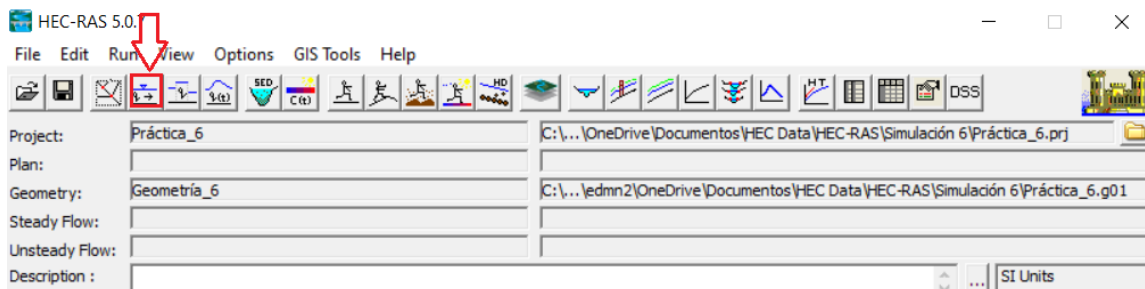 HEC-RAS 5.0.7
File Edit Run View Options GIS Tools Help
SED C(t) q(t) HD HT DSS
Project: Práctica_6 C:\...\OneDrive\Documentos\HEC Data\HEC-RAS\Simulación 6\Práctica_6.prj
Plan:
Geometry: Geometría_6 C:\...\edmn2\OneDrive\Documentos\HEC Data\HEC-RAS\Simulación 6\Práctica_6.g01
Steady Flow:
Unsteady Flow:
Description : ... SI Units